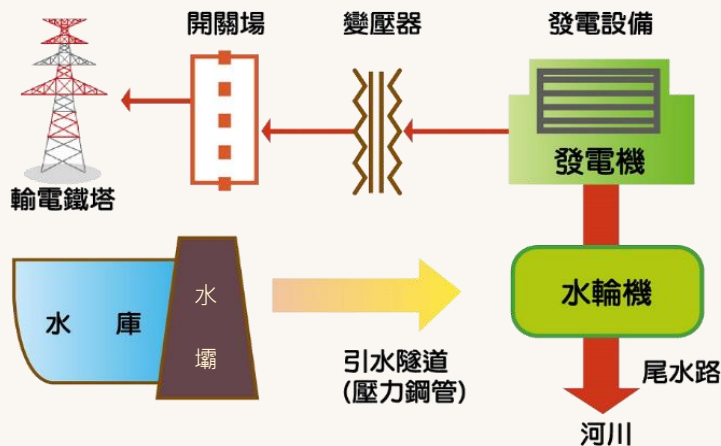 開關場
變壓器
發電設備
發電機
輸電鐵塔
水庫
水
壩
引水隧道
(壓力鋼管)
水輪機
尾水路
河川